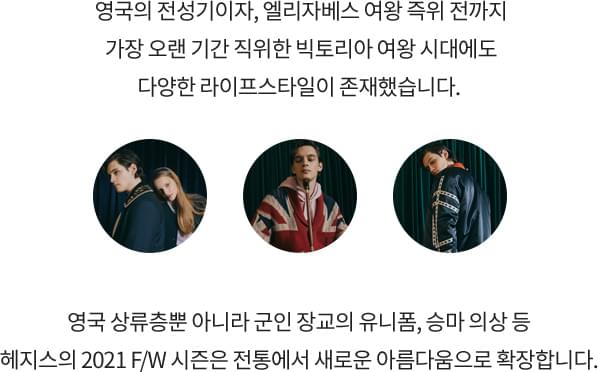 영국의 전성기이자, 엘리자베스 여왕 즉위 전까지
가장 오랜 기간 직위한 빅토리아 여왕 시대에도
다양한 라이프스타일이 존재했습니다.
영국 상류층뿐 아니라 군인 장교의 유니폼, 승마 의상 등
헤지스의 2021 F/W 시즌은 전통에서 새로운 아름다움으로 확장합니다.